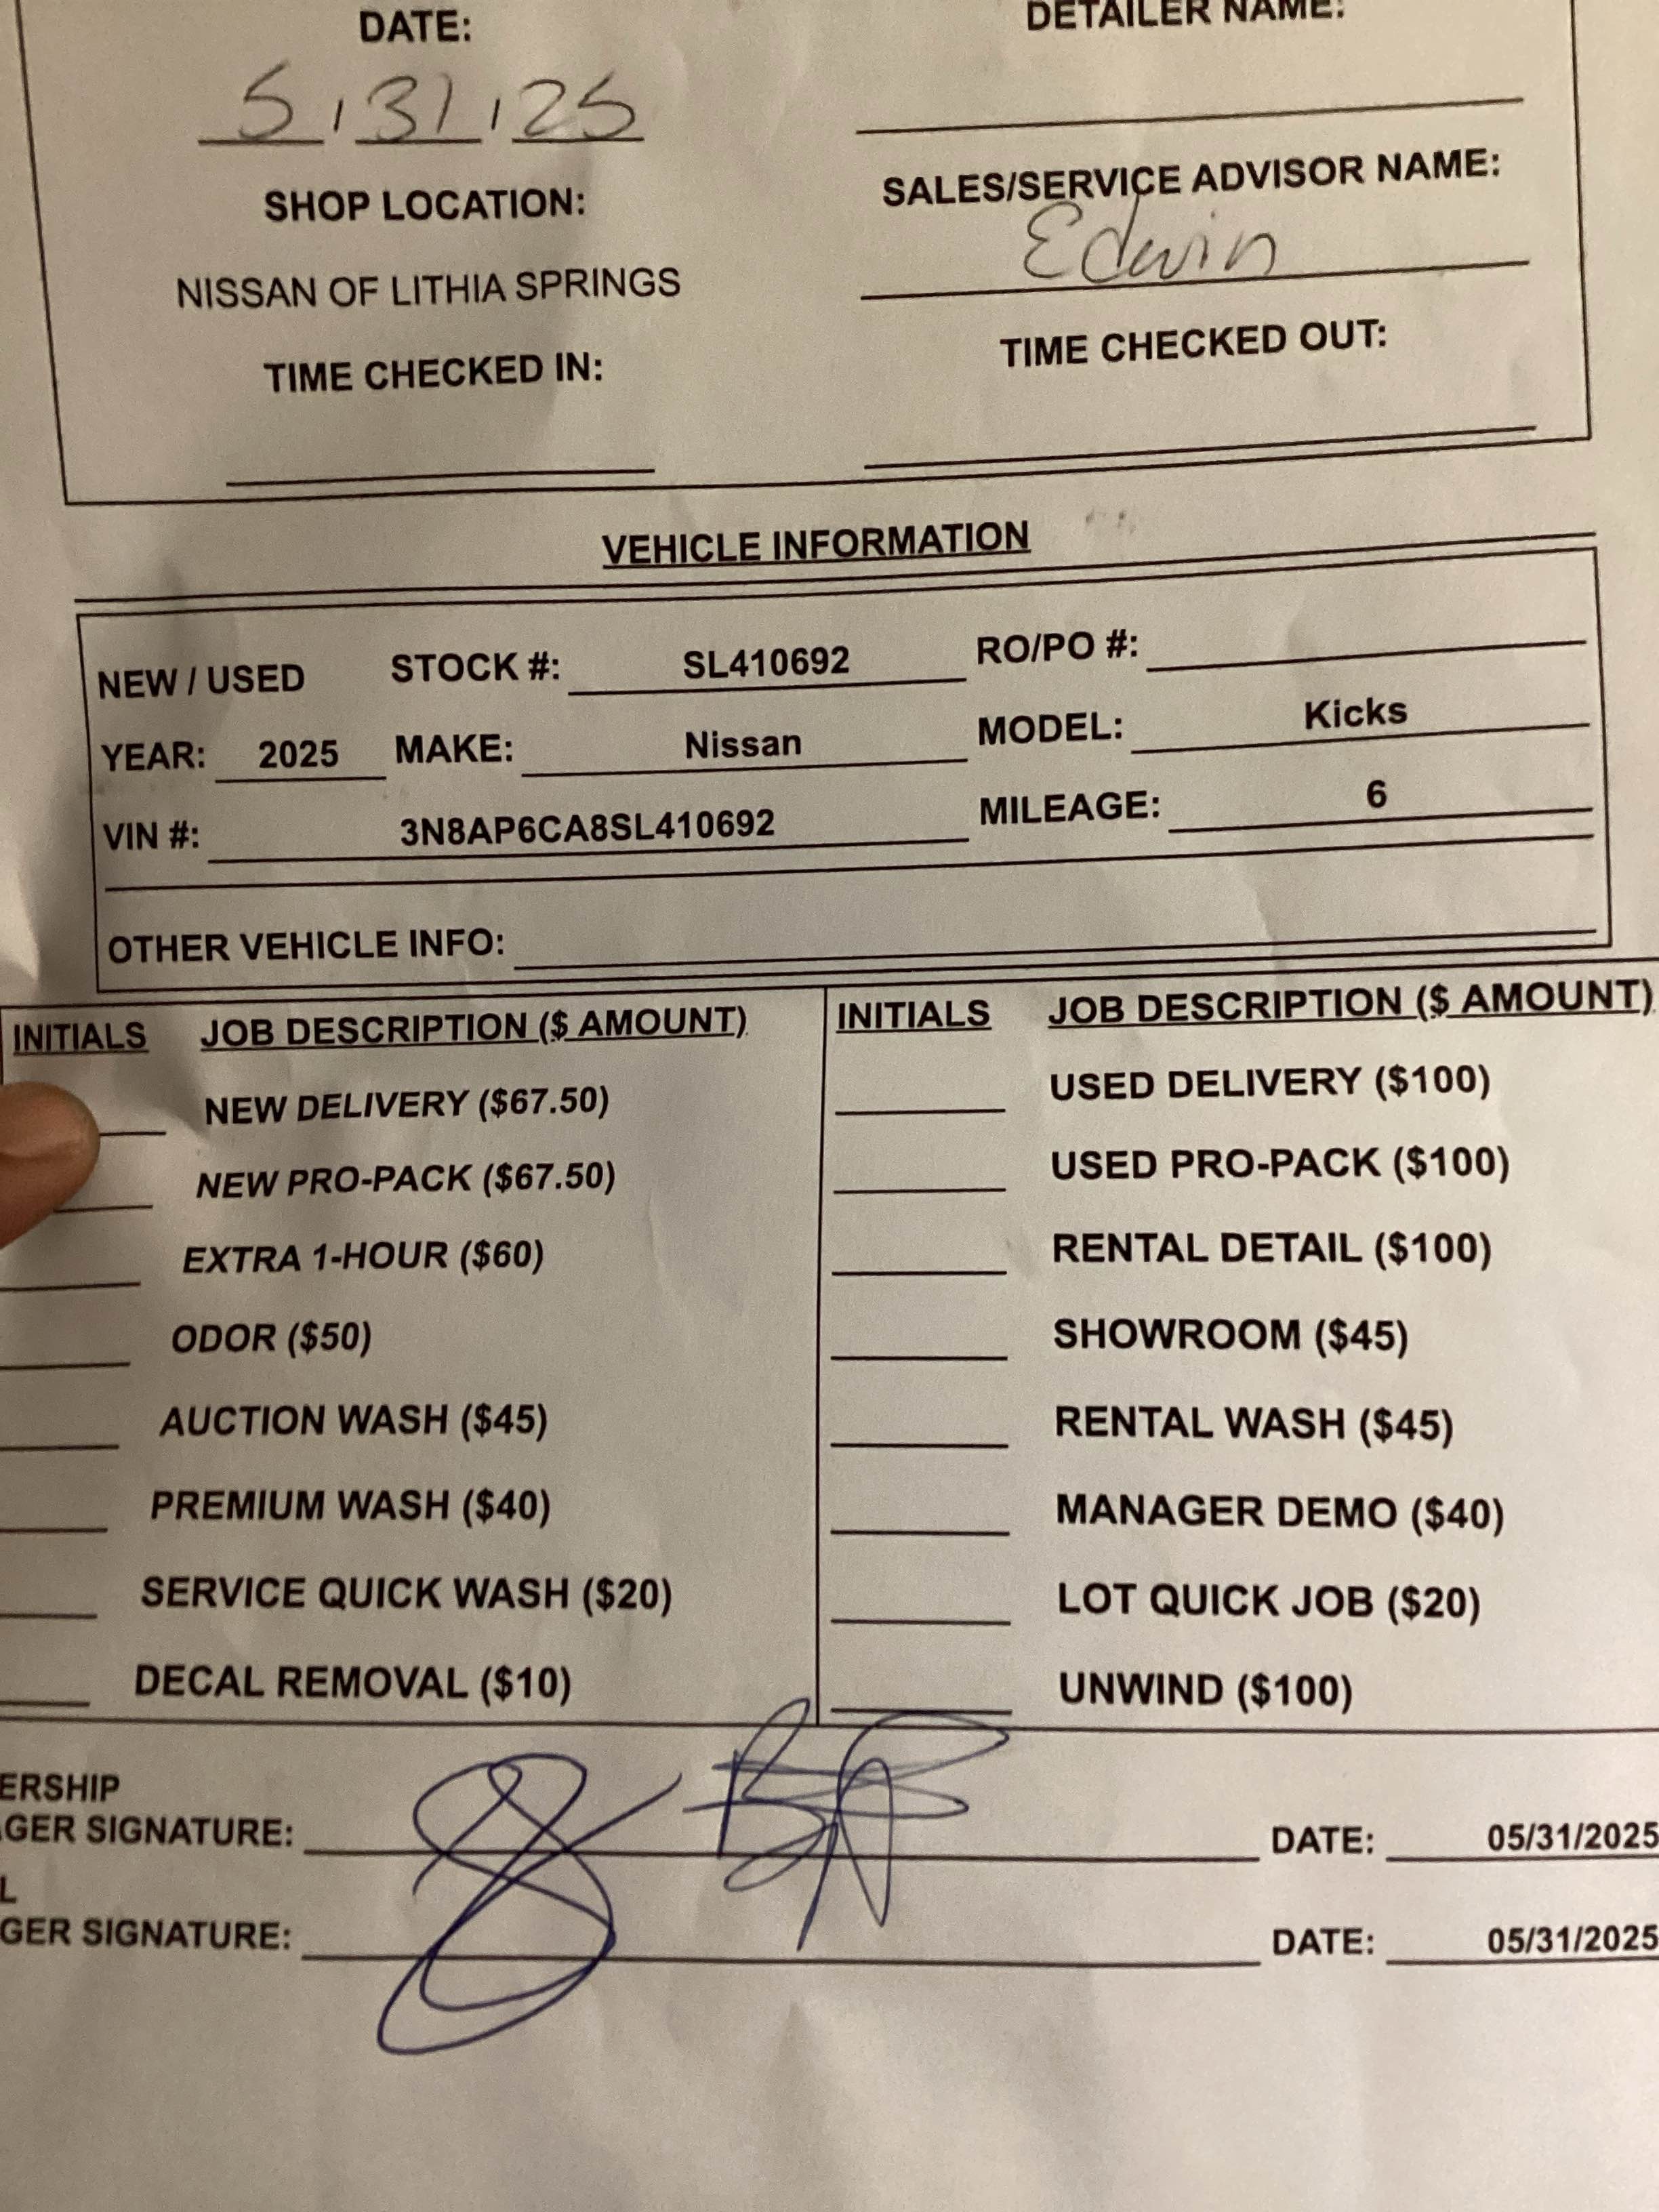 DATE: DETAILER NAME:
5/31/25
SHOP LOCATION: SALES/SERVICE ADVISOR NAME:
Edwin
NISSAN OF LITHIA SPRINGS
TIME CHECKED IN: TIME CHECKED OUT:
VEHICLE INFORMATION
NEW / USED STOCK #: SL410692 RO/PO #:
YEAR: 2025 MAKE: Nissan MODEL: Kicks
VIN #: 3N8AP6CA8SL410692 MILEAGE: 6
OTHER VEHICLE INFO:
INITIALS JOB DESCRIPTION ($ AMOUNT) INITIALS JOB DESCRIPTION ($ AMOUNT)
NEW DELIVERY ($67.50) USED DELIVERY ($100)
NEW PRO-PACK ($67.50) USED PRO-PACK ($100)
EXTRA 1-HOUR ($60) RENTAL DETAIL ($100)
ODOR ($50) SHOWROOM ($45)
AUCTION WASH ($45) RENTAL WASH ($45)
PREMIUM WASH ($40) MANAGER DEMO ($40)
SERVICE QUICK WASH ($20) LOT QUICK JOB ($20)
DECAL REMOVAL ($10) UNWIND ($100)
ERSHIP
GER SIGNATURE: DATE: 05/31/2025
L
GER SIGNATURE: DATE: 05/31/2025